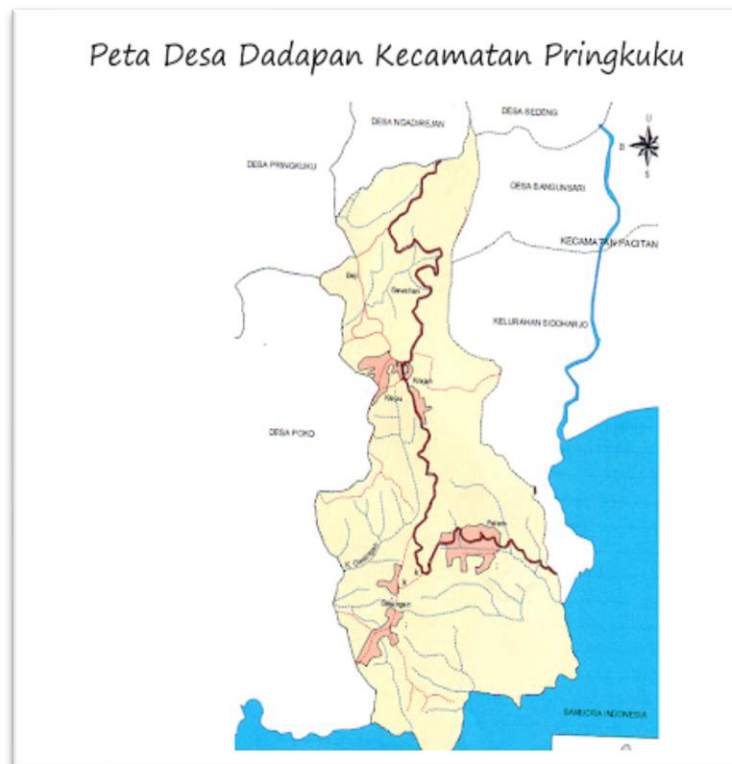 Peta Desa Dadapan Kecamatan Pringkuku
DESA SEDENG
DESA NGADIREJAN
U
B
S
DESA PRINGKUKU
DESA BANGUNSARI
KECAMATAN PACITAN
KELURAHAN SIDOHARJO
DESA POKO
SAMUDRA INDONESIA